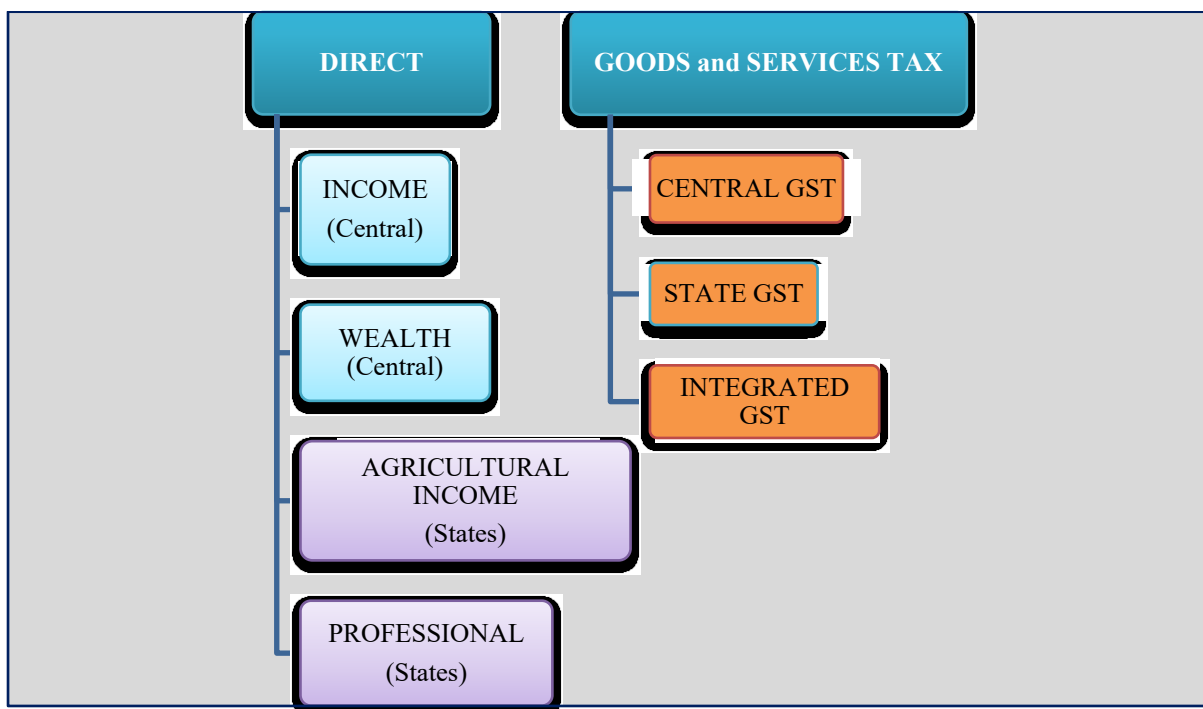 DIRECT
INCOME
(Central)
WEALTH
(Central)
AGRICULTURAL
INCOME
(States)
PROFESSIONAL
(States)
GOODS and SERVICES TAX
CENTRAL GST
STATE GST
INTEGRATED
GST